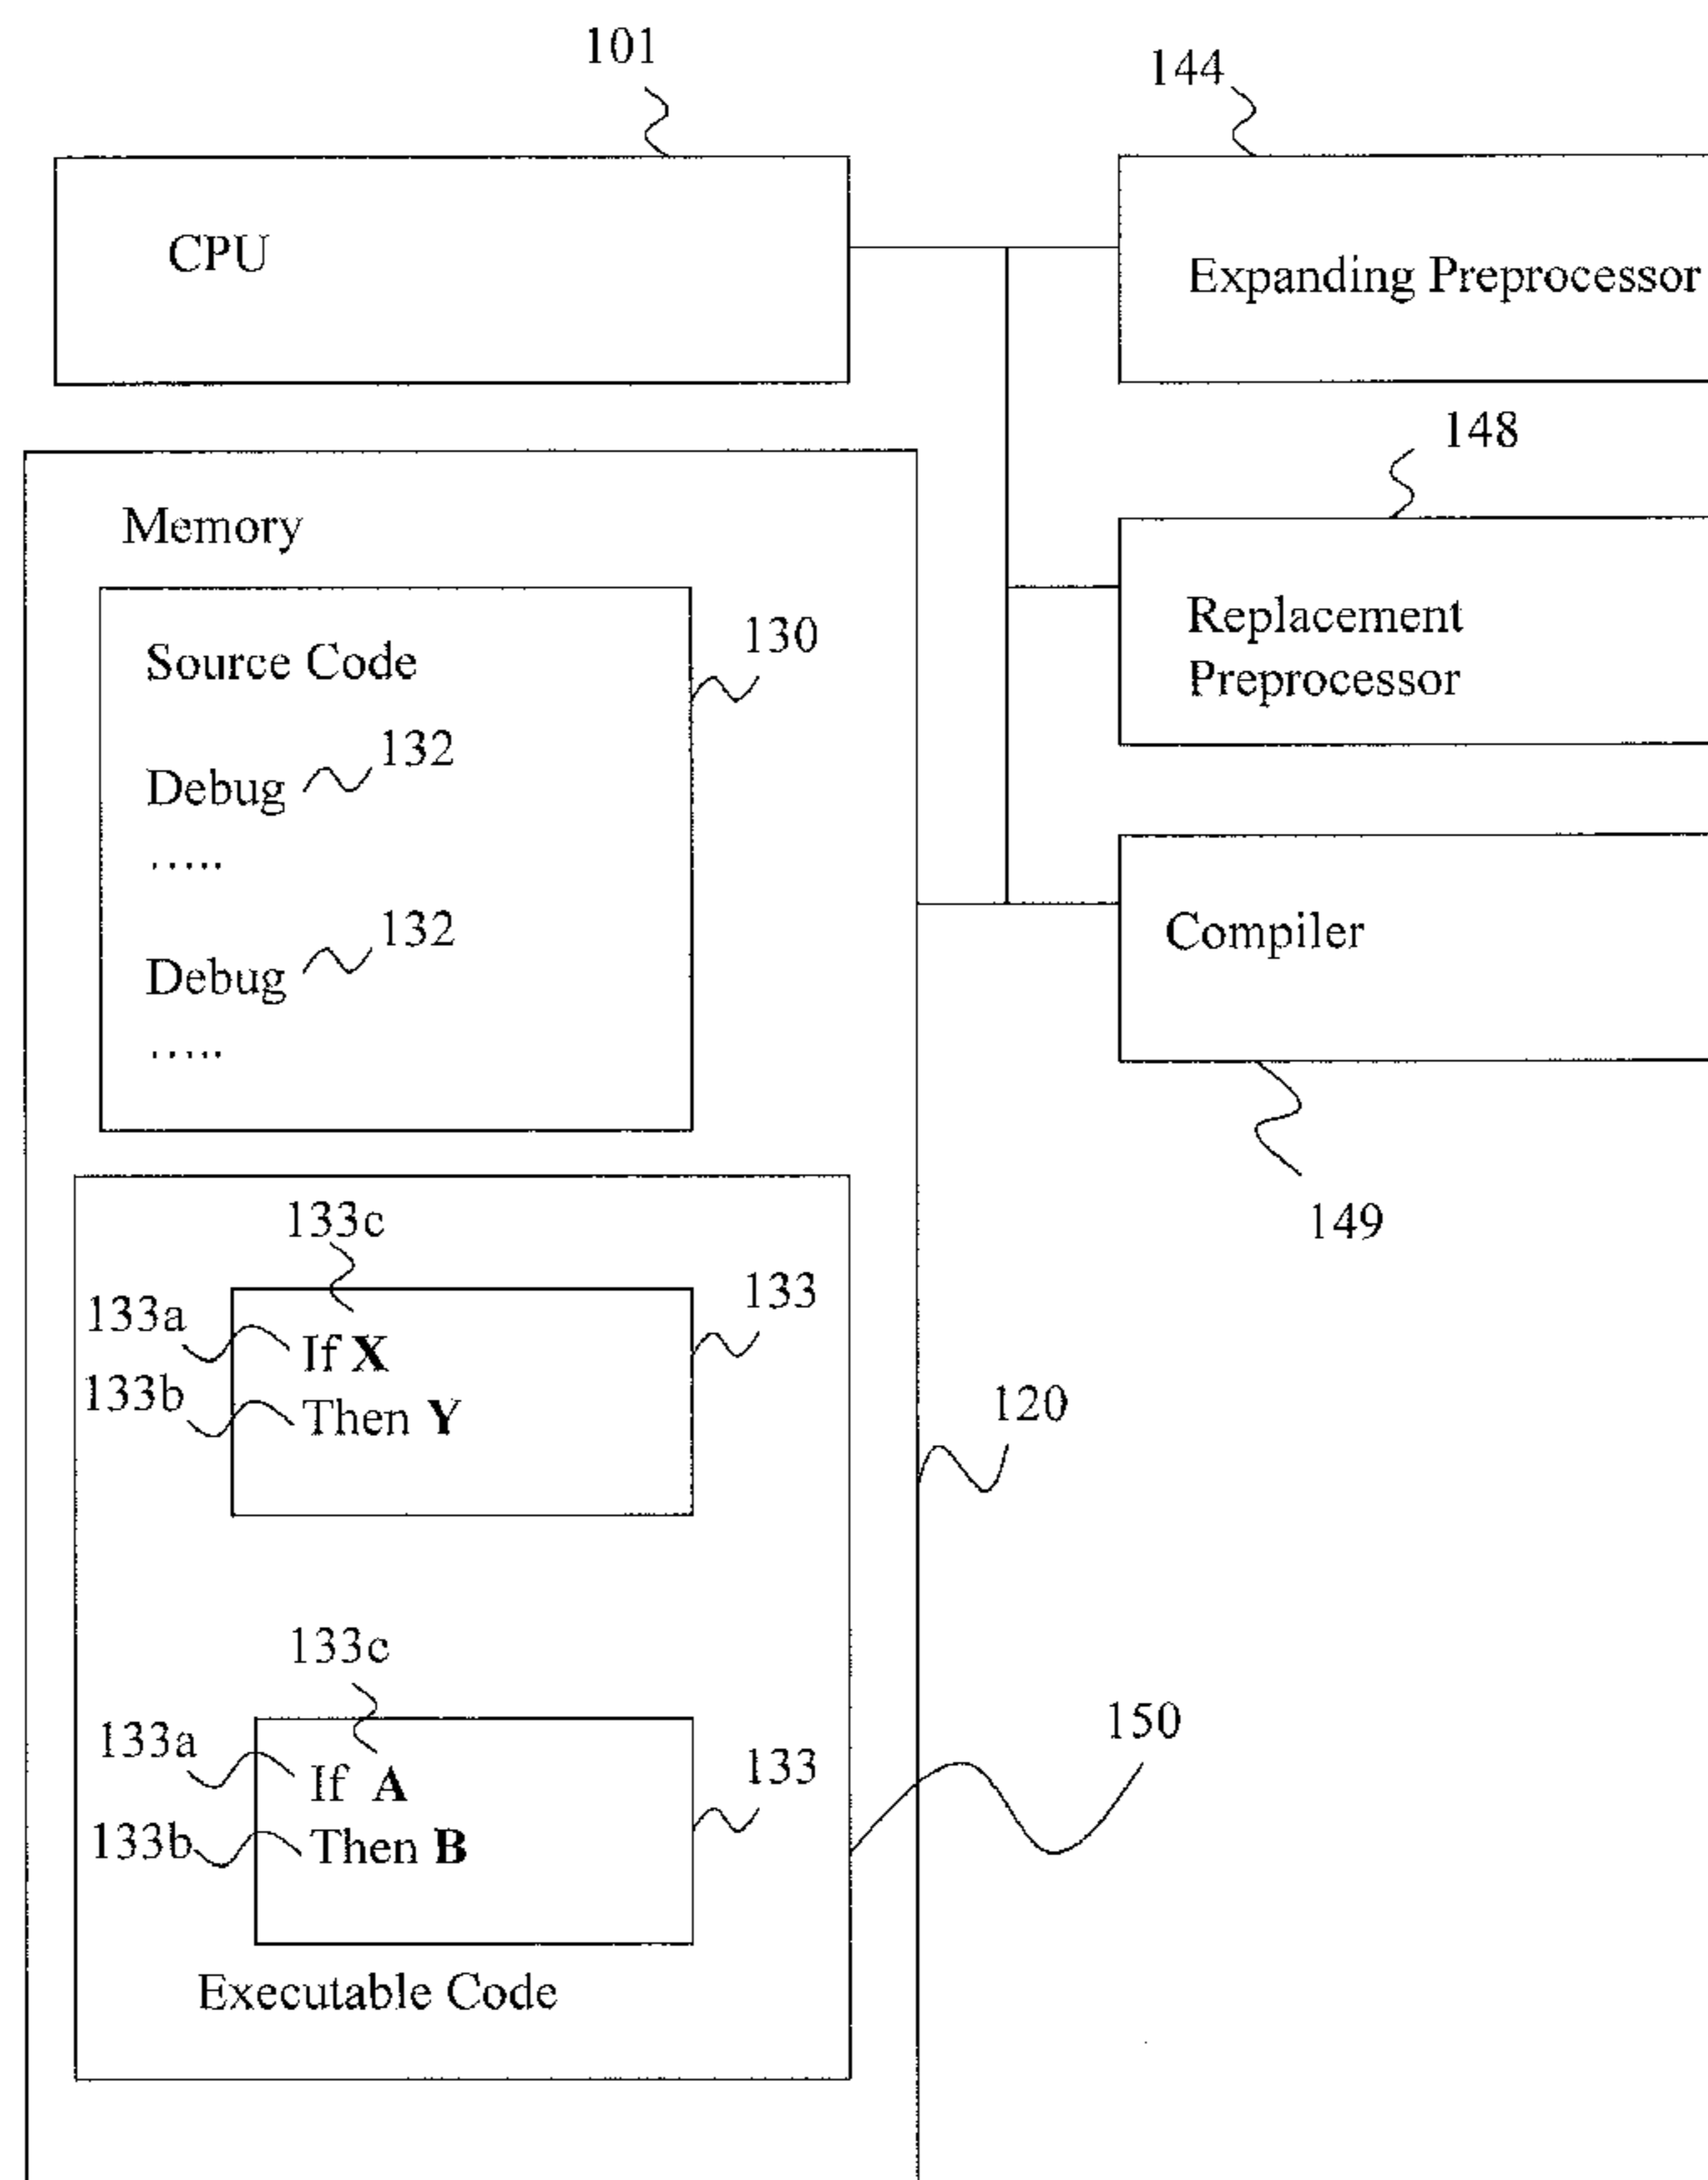 101
144
CPU
Expanding Preprocessor
148
Memory
Replacement
Preprocessor
130
Source Code
132
Debug
.....
132
Debug
.....
Compiler
149
133c
133a
If X
133
133b
Then Y
120
133c
133a
If A
133
133b
Then B
150
Executable Code